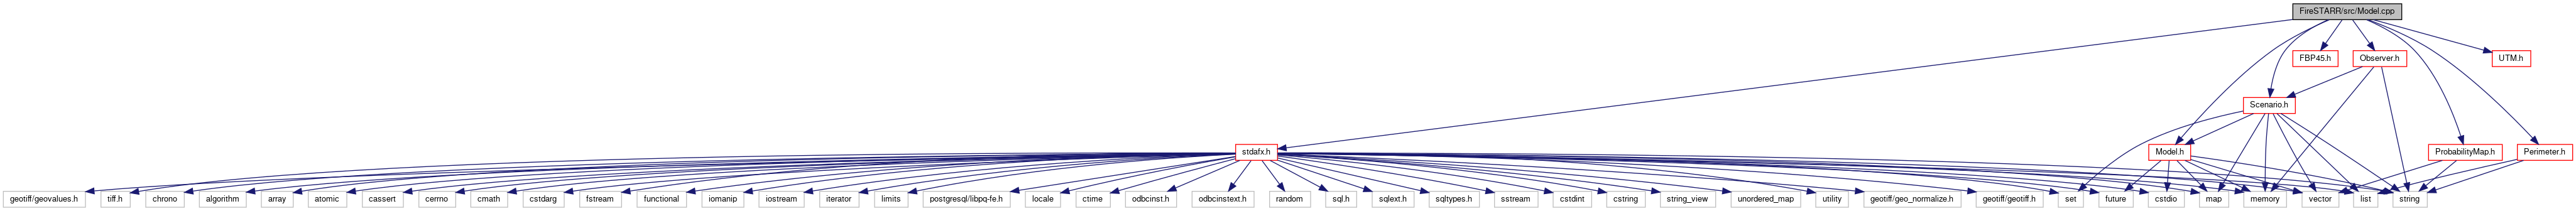 FireSTARR/src/Model.cpp
FBP45.h
Observer.h
UTM.h
Scenario.h
stdafx.h
Model.h
ProbabilityMap.h
Perimeter.h
geotiff/geovalues.h
tiff.h
chrono
algorithm
array
atomic
cassert
cerrno
cmath
cstdarg
fstream
functional
iomanip
iostream
iterator
limits
postgresql/libpq-fe.h
locale
ctime
odbcinst.h
odbcinstext.h
random
sql.h
sqlext.h
sqltypes.h
sstream
cstdint
cstring
string_view
unordered_map
utility
geotiff/geo_normalize.h
geotiff/geotiff.h
set
future
cstdio
map
memory
vector
list
string